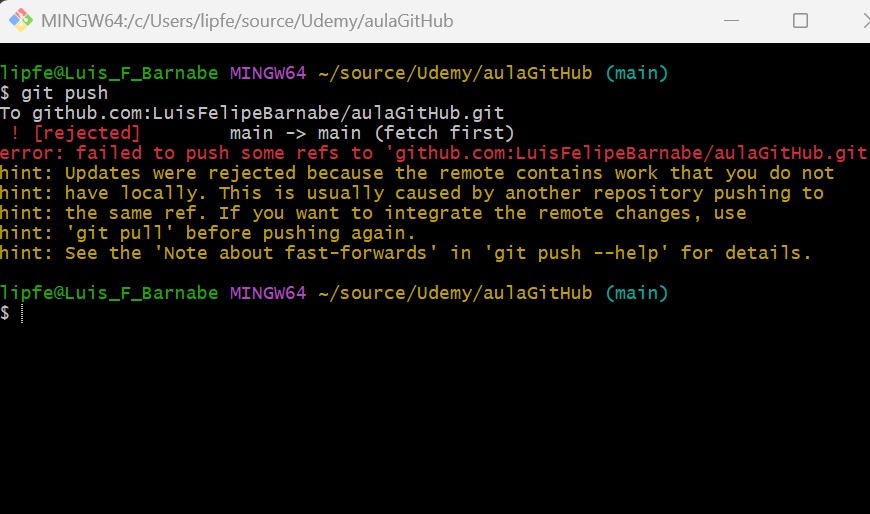 MINGW64:/c/Users/lipfe/source/Udemy/aulaGitHub
lipfe@Luis_F_Barnabe MINGW64 ~/source/Udemy/aulaGitHub (main)
$ git push
To github.com:LuisFelipeBarnabe/aulaGitHub.git
! [rejected]        main -> main (fetch first)
error: failed to push some refs to 'github.com:LuisFelipeBarnabe/aulaGitHub.git
hint: Updates were rejected because the remote contains work that you do not
hint: have locally. This is usually caused by another repository pushing to
hint: the same ref. If you want to integrate the remote changes, use
hint: 'git pull' before pushing again.
hint: See the 'Note about fast-forwards' in 'git push --help' for details.
lipfe@Luis_F_Barnabe MINGW64 ~/source/Udemy/aulaGitHub (main)
$